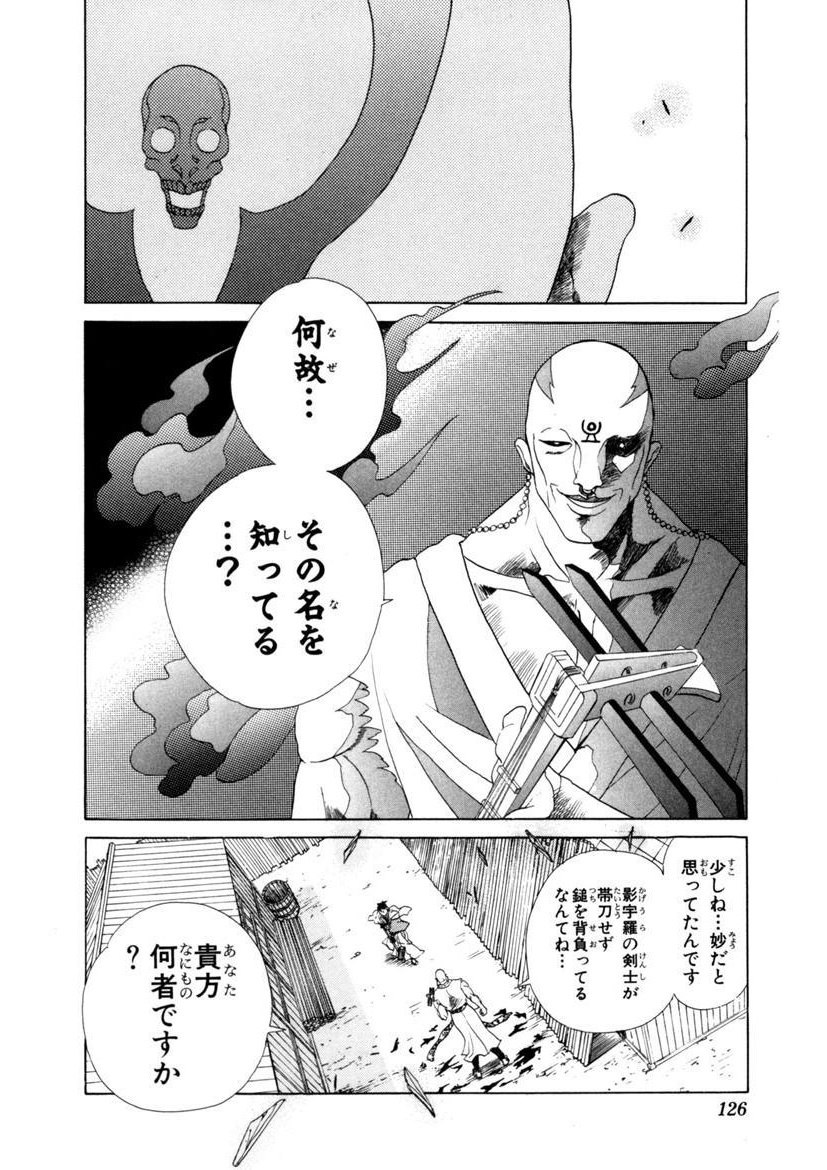 何故…
その名を
知ってる
…?
少しね…妙だと
思ってたんです
影宇羅の剣士が
帯刀せず
鎚を背負ってる
なんてね…
貴方
何者ですか
?
126